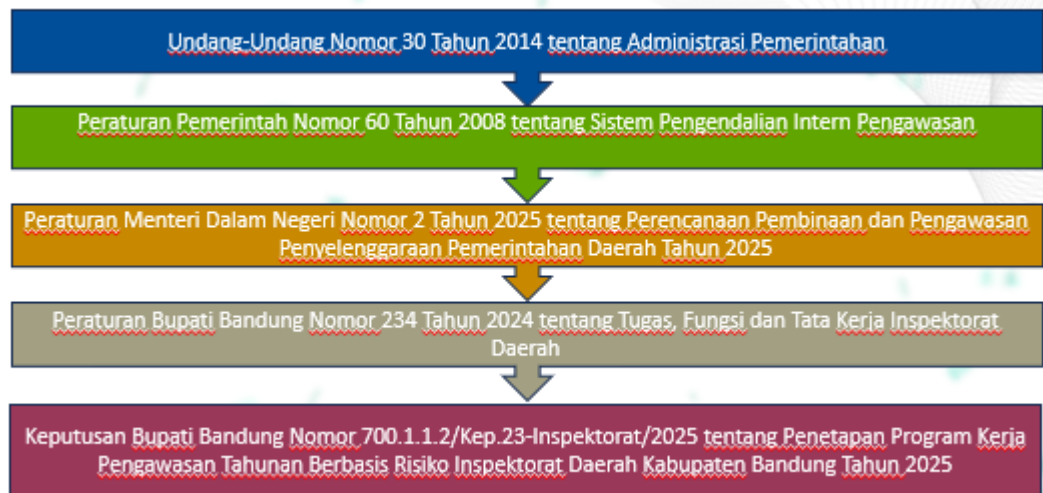 Undang-Undang Nomor 30 Tahun 2014 tentang Administrasi Pemerintahan
Peraturan Pemerintah Nomor 60 Tahun 2008 tentang Sistem Pengendalian Intern Pengawasan
Peraturan Menteri Dalam Negeri Nomor 2 Tahun 2025 tentang Perencanaan Pembinaan dan Pengawasan
Penyelenggaraan Pemerintahan Daerah Tahun 2025
Peraturan Bupati Bandung Nomor 234 Tahun 2024 tentang Tugas, Fungsi dan Tata Kerja Inspektorat
Daerah
Keputusan Bupati Bandung Nomor 700.1.1.2/Kep.23-Inspektorat/2025 tentang Penetapan Program Kerja
Pengawasan Tahunan Berbasis Risiko Inspektorat Daerah Kabupaten Bandung Tahun 2025